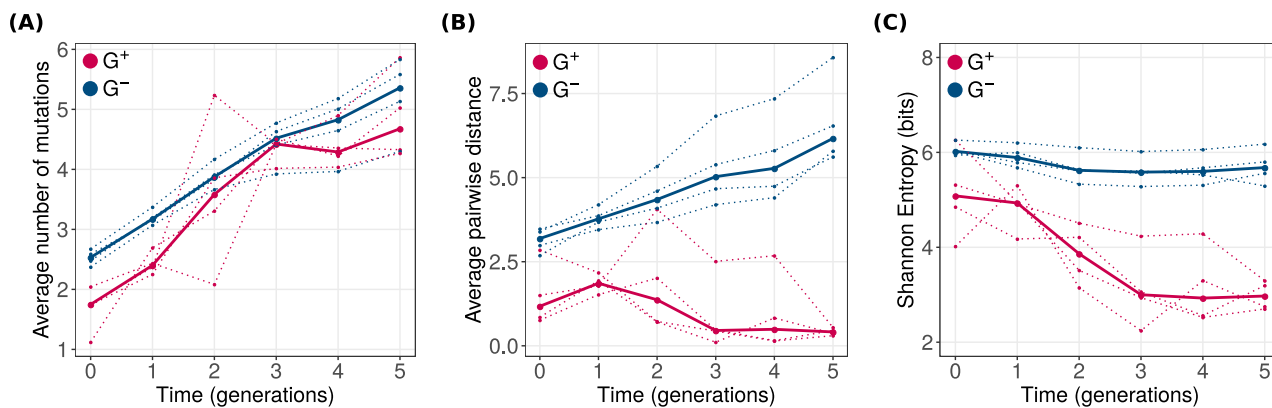 (A)
Average number of mutations
6
5
4
3
2
1
G⁺
G⁻
0 1 2 3 4 5
Time (generations)
(B)
Average pairwise distance
7.5
5.0
2.5
0.0
G⁺
G⁻
0 1 2 3 4 5
Time (generations)
(C)
Shannon Entropy (bits)
8
6
4
2
G⁺
G⁻
0 1 2 3 4 5
Time (generations)